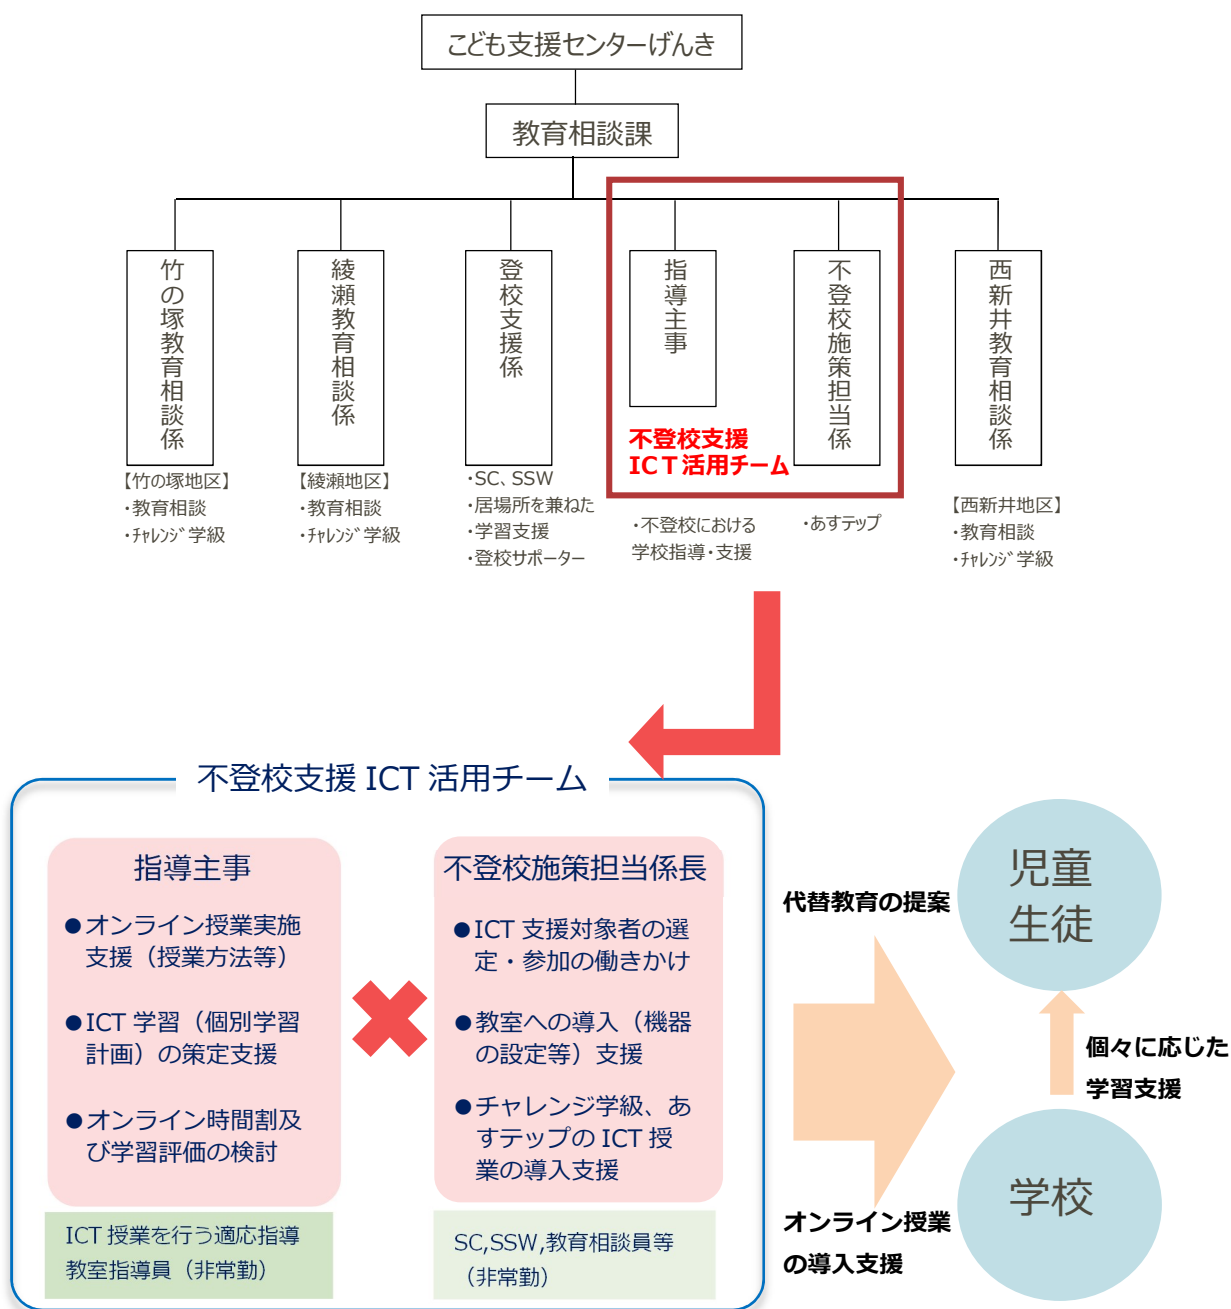 こども支援センターげんき
教育相談課
竹の塚教育相談係
綾瀬教育相談係
登校支援係
指導主事
不登校施策担当係
西新井教育相談係
不登校支援
ICT活用チーム
【竹の塚地区】
・教育相談
・ﾁｬﾚﾝｼﾞ学級
【綾瀬地区】
・教育相談
・ﾁｬﾚﾝｼﾞ学級
・SC、SSW
・居場所を兼ねた
・学習支援
・登校サポーター
・不登校における
学校指導・支援
・あすテップ
【西新井地区】
・教育相談
・ﾁｬﾚﾝｼﾞ学級
不登校支援 ICT 活用チーム
指導主事
●オンライン授業実施
支援（授業方法等）
●ICT 学習（個別学習
計画）の策定支援
●オンライン時間割及
び学習評価の検討
ICT 授業を行う適応指導
教室指導員（非常勤）
不登校施策担当係長
●ICT 支援対象者の選
定・参加の働きかけ
●教室への導入（機器
の設定等）支援
●チャレンジ学級、あ
すテップの ICT 授
業の導入支援
SC,SSW,教育相談員等
（非常勤）
代替教育の提案
オンライン授業
の導入支援
児童
生徒
個々に応じた
学習支援
学校